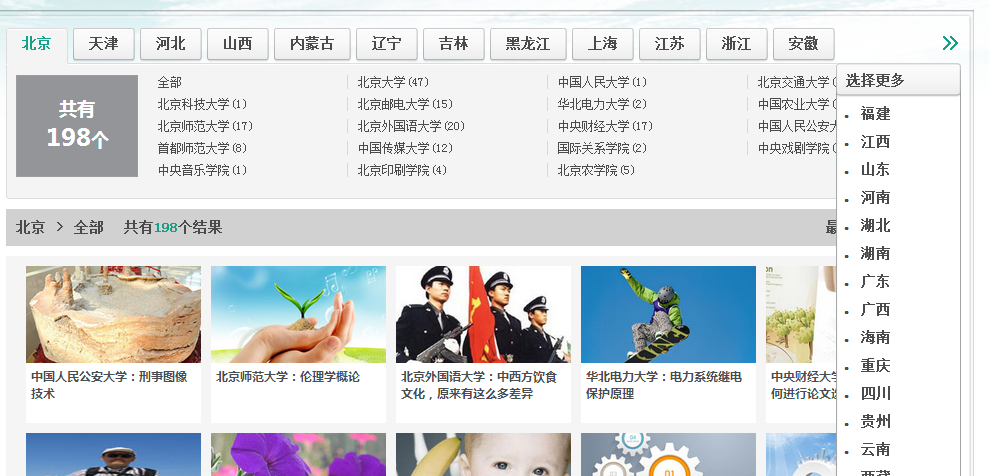 北京 天津 河北 山西 内蒙古 辽宁 吉林 黑龙江 上海 江苏 浙江 安徽
选择更多
共有
198个
全部 北京大学(47) 中国人民大学(1) 北京交通大学(
北京科技大学(1) 北京邮电大学(15) 华北电力大学(2) 中国农业大学(
北京师范大学(17) 北京外国语大学(20) 中央财经大学(17) 中国人民公安大
首都师范大学(8) 中国传媒大学(12) 国际关系学院(2) 中央戏剧学院(
中央音乐学院(1) 北京印刷学院(4) 北京农学院(5)
福建
江西
山东
河南
湖北
湖南
广东
广西
海南
重庆
四川
贵州
云南
西藏
北京 > 全部 共有198个结果 最
中国人民公安大学：刑事图像
技术
北京师范大学：伦理学概论
北京外国语大学：中西方饮食
文化，原来有这么多差异
华北电力大学：电力系统继电
保护原理
中央财经大学
何进行论文选
04
01